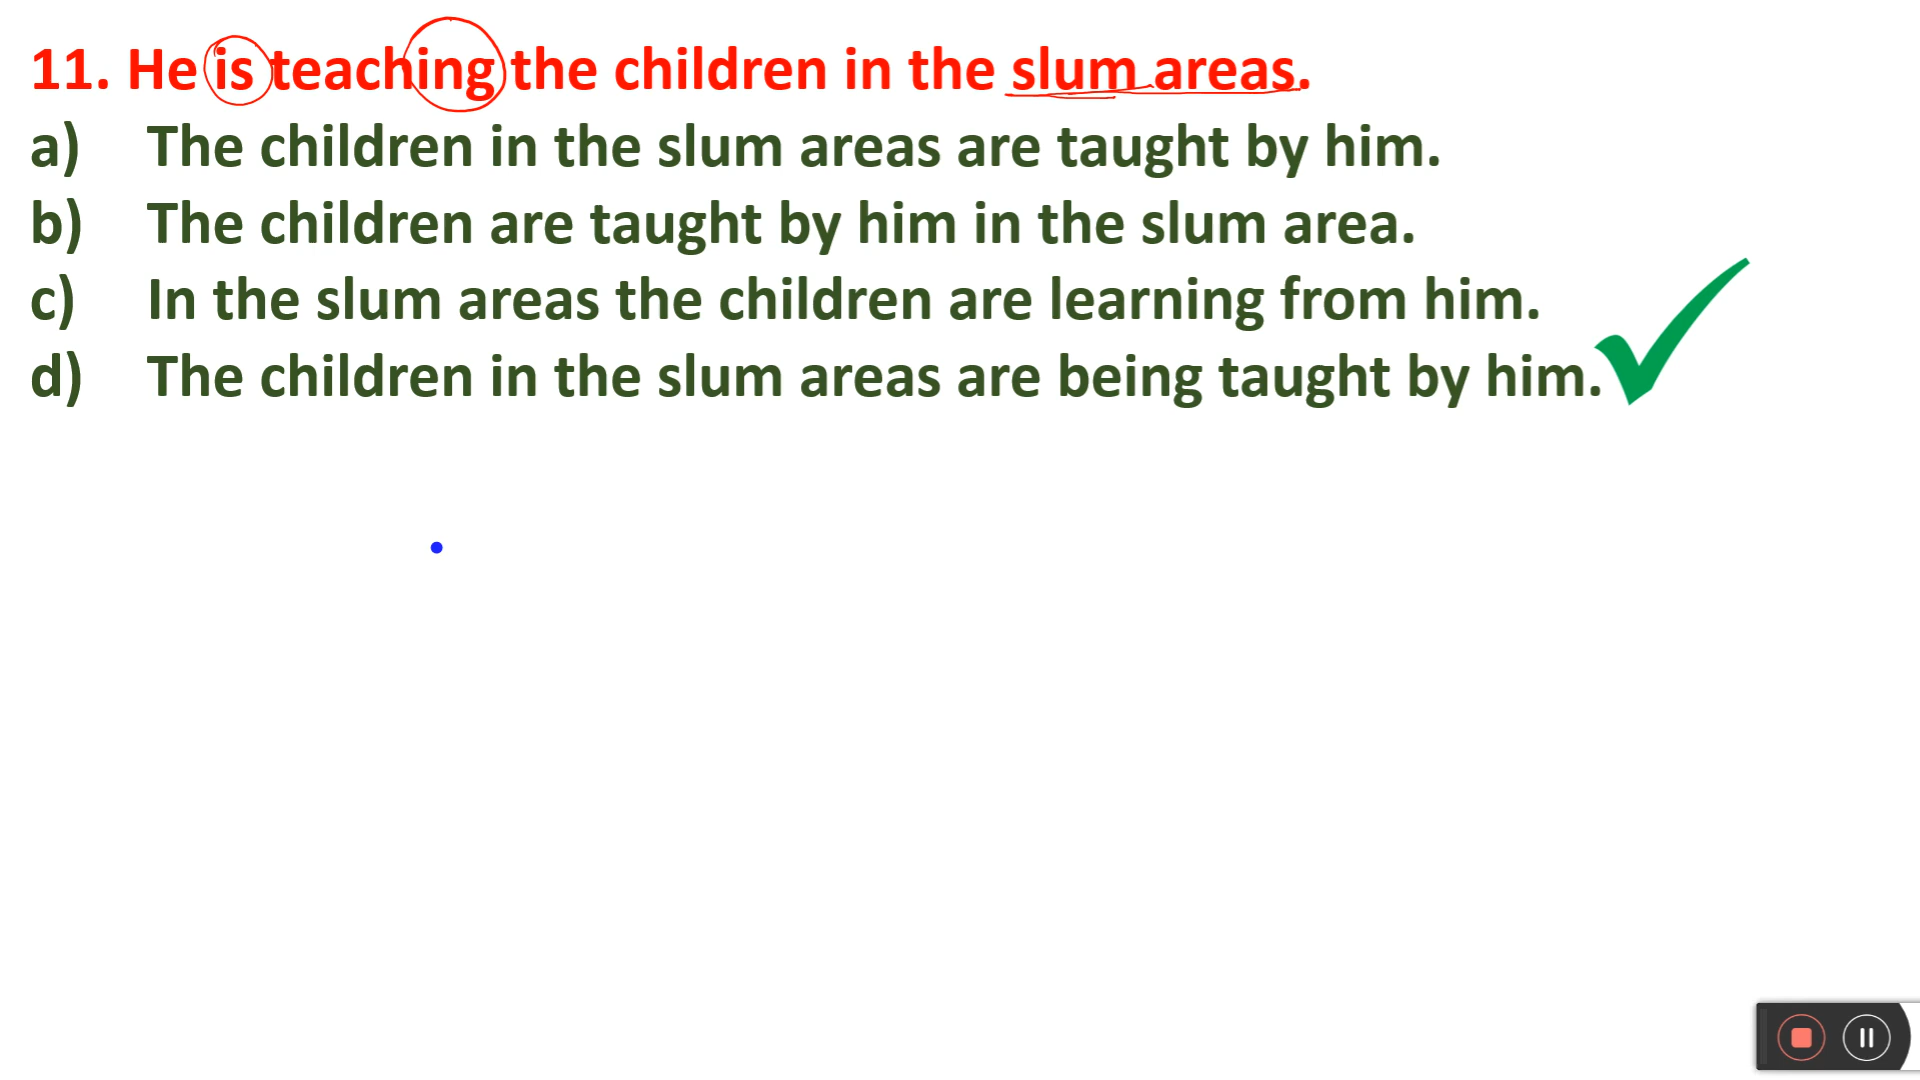 11. He is teaching the children in the slum areas.
a) The children in the slum areas are taught by him.
b) The children are taught by him in the slum area.
c) In the slum areas the children are learning from him.
d) The children in the slum areas are being taught by him.